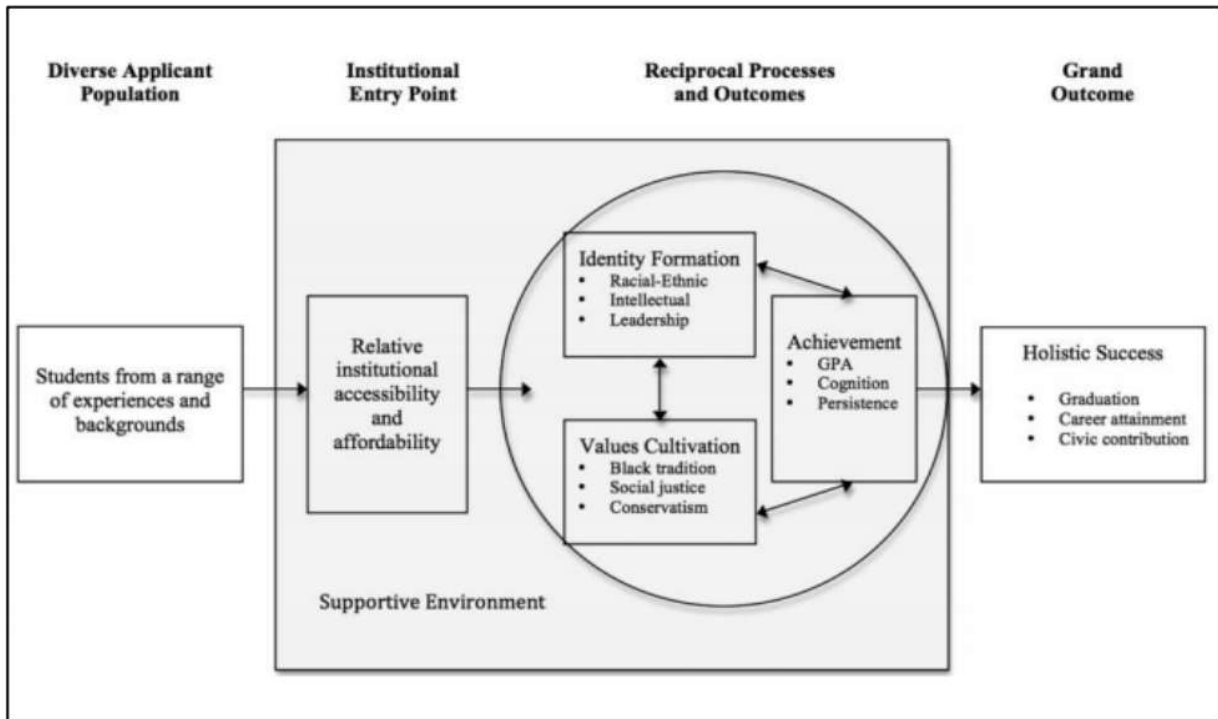 Diverse Applicant
Population
Institutional
Entry Point
Reciprocal Processes
and Outcomes
Grand
Outcome
Students from a range
of experiences and
backgrounds
Relative
institutional
accessibility
and
affordability
Identity Formation
▪ Racial-Ethnic
▪ Intellectual
▪ Leadership
Values Cultivation
▪ Black tradition
▪ Social justice
▪ Conservatism
Achievement
▪ GPA
▪ Cognition
▪ Persistence
Holistic Success
▪ Graduation
▪ Career attainment
▪ Civic contribution
Supportive Environment